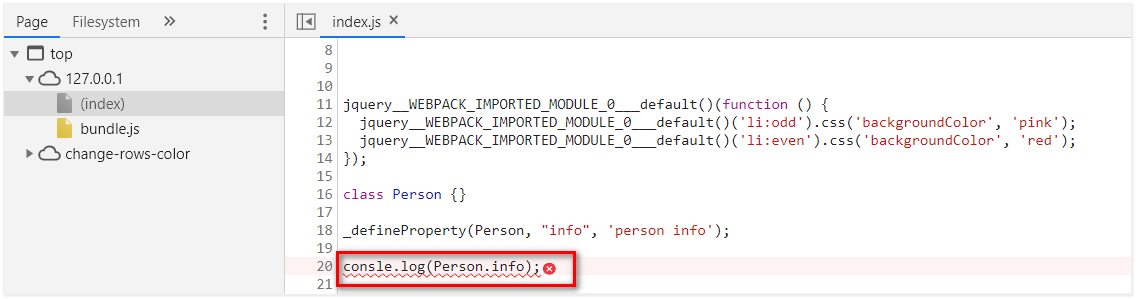 Page Filesystem »
index.js ×
top
127.0.0.1
(index)
bundle.js
change-rows-color
8
9
10
11 jquery__WEBPACK_IMPORTED_MODULE_0___default()(function () {
12 jquery__WEBPACK_IMPORTED_MODULE_0___default()('li:odd').css('backgroundColor', 'pink');
13 jquery__WEBPACK_IMPORTED_MODULE_0___default()('li:even').css('backgroundColor', 'red');
14 });
15
16 class Person {}
17
18 _defineProperty(Person, "info", 'person info');
19
20 consle.log(Person.info);
21